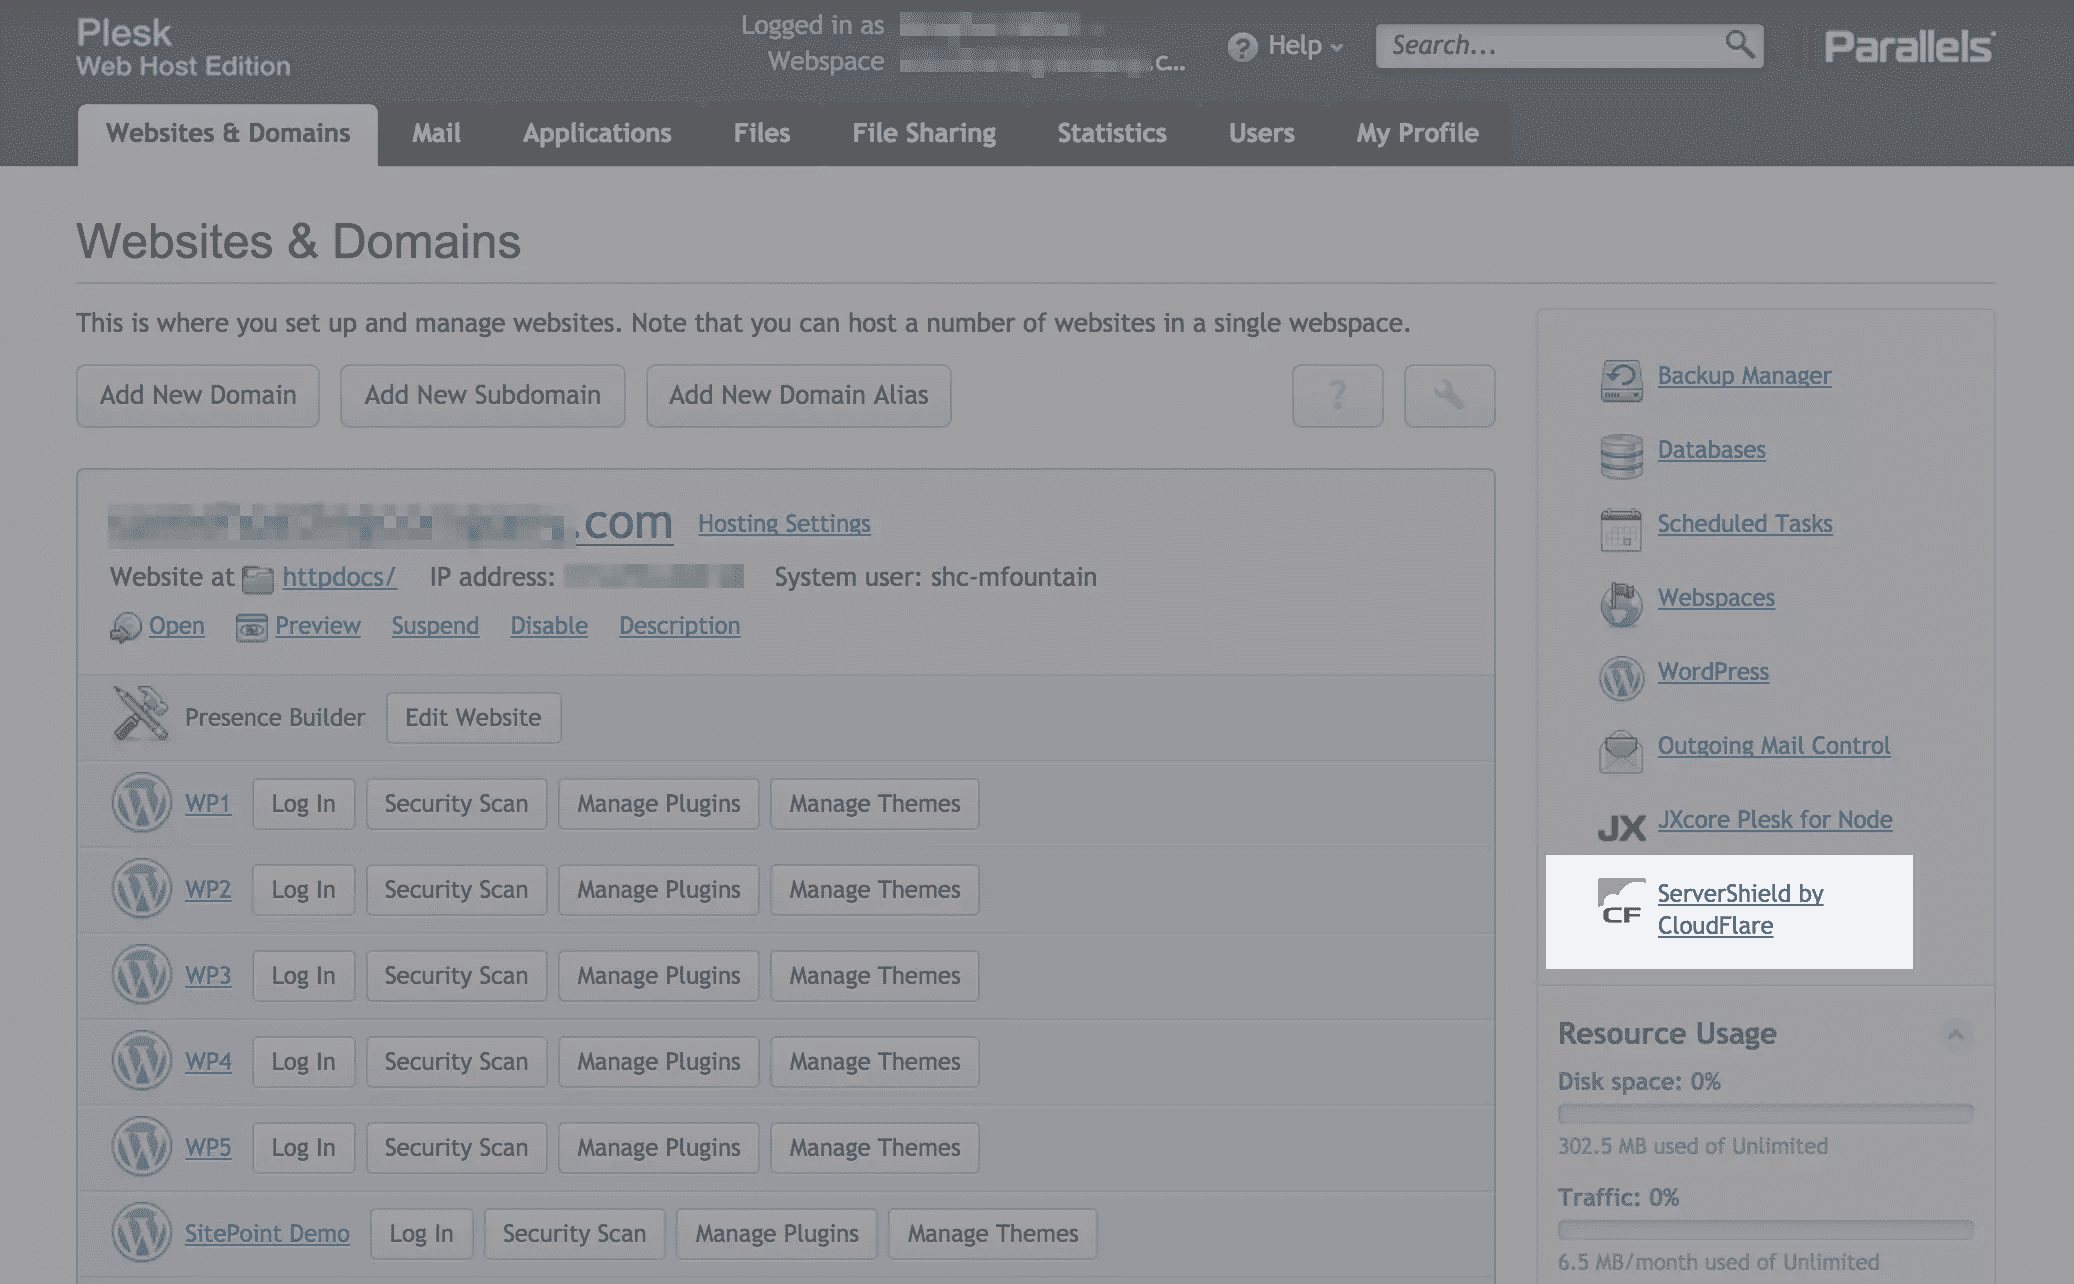 Plesk
Web Host Edition
Logged in as
Webspace .c...
Help
Search...
Parallels
Websites & Domains Mail Applications Files File Sharing Statistics Users My Profile
Websites & Domains
This is where you set up and manage websites. Note that you can host a number of websites in a single webspace.
Add New Domain Add New Subdomain Add New Domain Alias
.com Hosting Settings
Website at httpdocs/ IP address: System user: shc-mfountain
Open Preview Suspend Disable Description
Presence Builder Edit Website
WP1 Log In Security Scan Manage Plugins Manage Themes
WP2 Log In Security Scan Manage Plugins Manage Themes
WP3 Log In Security Scan Manage Plugins Manage Themes
WP4 Log In Security Scan Manage Plugins Manage Themes
WP5 Log In Security Scan Manage Plugins Manage Themes
SitePoint Demo Log In Security Scan Manage Plugins Manage Themes
Backup Manager
Databases
Scheduled Tasks
Webspaces
WordPress
Outgoing Mail Control
JX JXcore Plesk for Node
CF ServerShield by
CloudFlare
Resource Usage
Disk space: 0%
302.5 MB used of Unlimited
Traffic: 0%
6.5 MB/month used of Unlimited